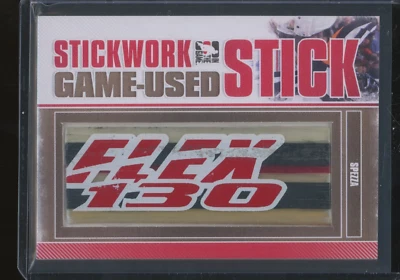 STICKWORK
GAME-USED
STICK
FLEX
130
SPEZZA